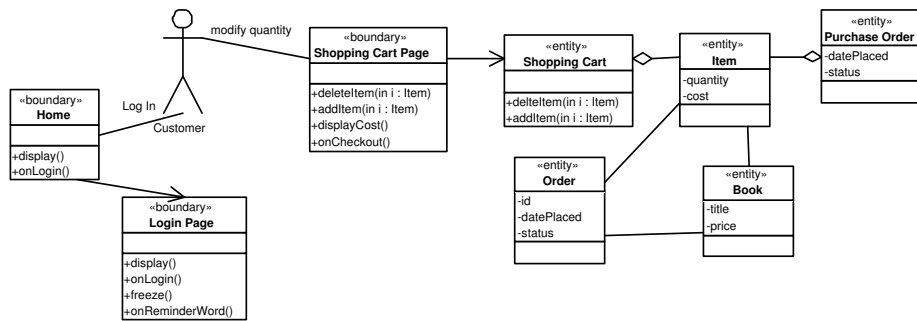 modify quantity
Log In
Customer
«boundary»
Home
+display()
+onLogin()
«boundary»
Login Page
+display()
+onLogin()
+freeze()
+onReminderWord()
«boundary»
Shopping Cart Page
+deleteItem(in i : Item)
+addItem(in i : Item)
+displayCost()
+onCheckout()
«entity»
Shopping Cart
+delteItem(in i : Item)
+addItem(in i : Item)
«entity»
Item
-quantity
-cost
«entity»
Purchase Order
-datePlaced
-status
«entity»
Order
-id
-datePlaced
-status
«entity»
Book
-title
-price